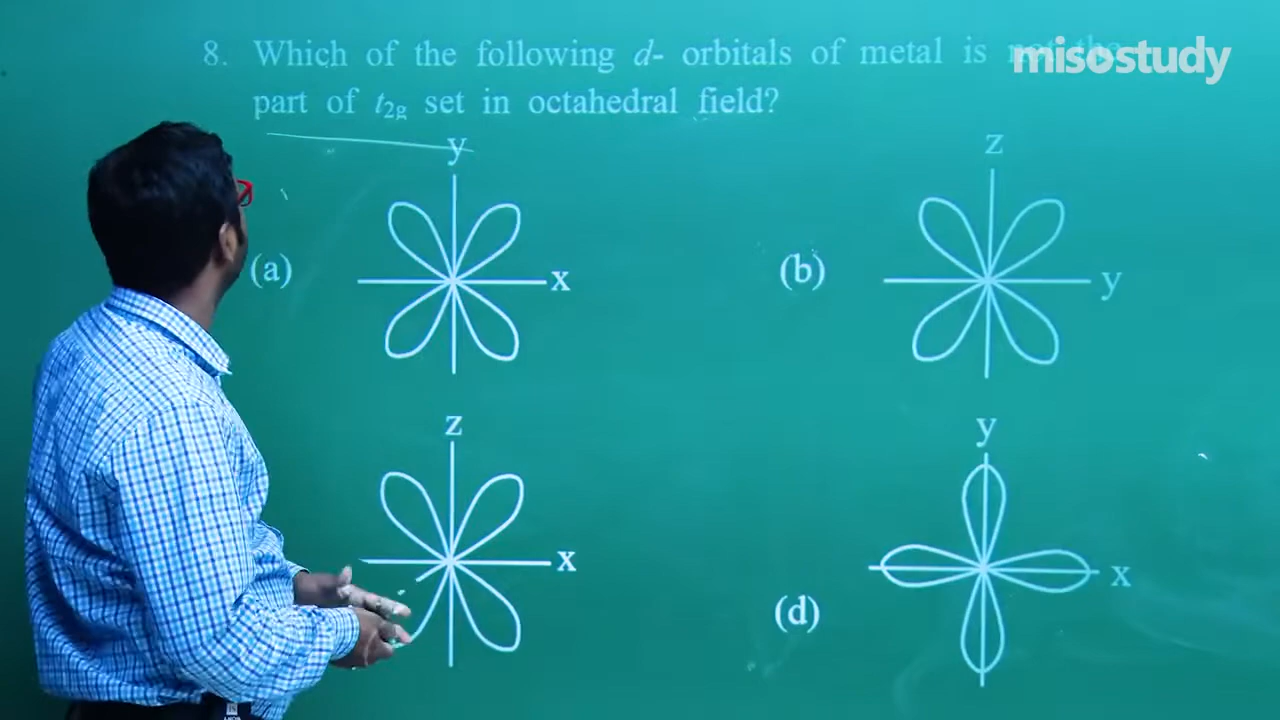 misostudy
8. Which of the following d- orbitals of metal is
part of t₂g set in octahedral field?
y
z
(a)
x
(b)
y
z
y
x
(d)
x